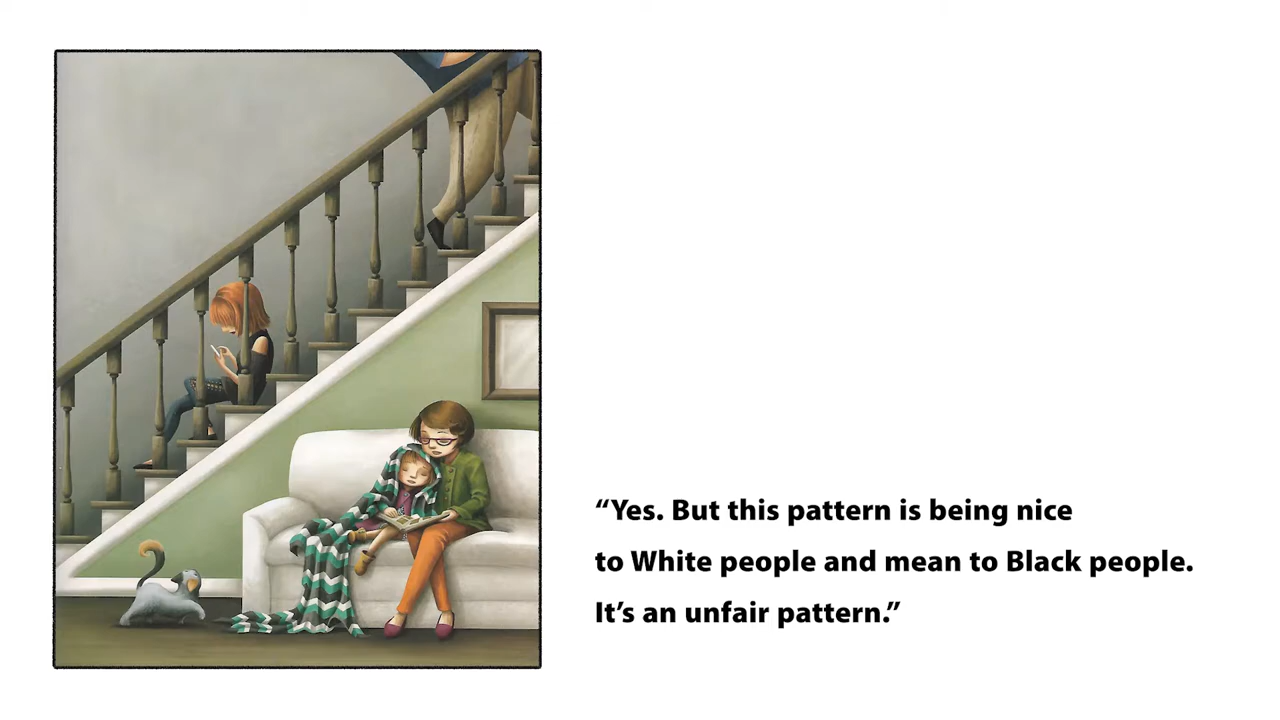 “Yes. But this pattern is being nice
to White people and mean to Black people.
It’s an unfair pattern.”